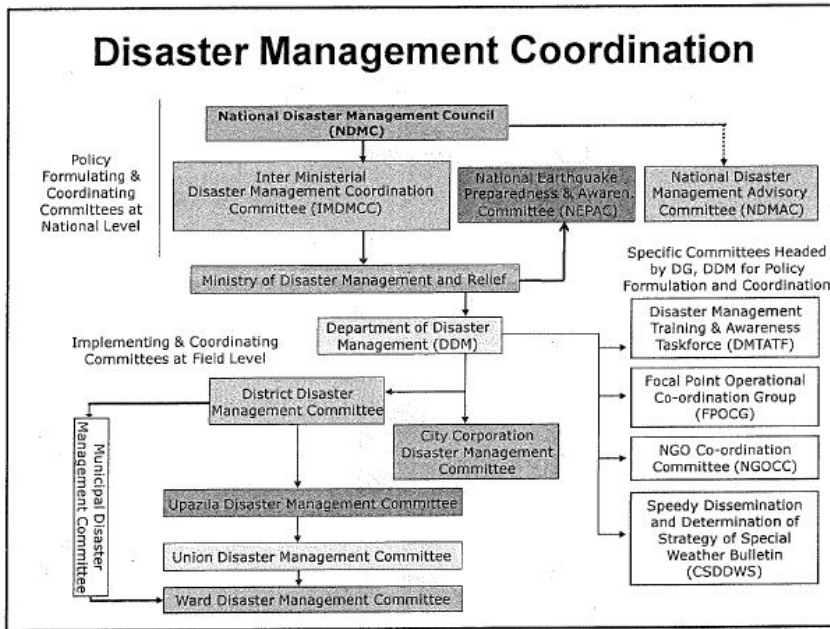 Disaster Management Coordination
National Disaster Management Council
(NDMC)
Policy
Formulating &
Coordinating
Committees at
National Level
Inter Ministerial
Disaster Management Coordination
Committee (IMDMCC)
National Earthquake
Preparedness & Awaren.
Committee (NEPAC)
National Disaster
Management Advisory
Committee (NDMAC)
Ministry of Disaster Management and Relief
Specific Committees Headed
by DG, DDM for Policy
Formulation and Coordination
Implementing & Coordinating
Committees at Field Level
Department of Disaster
Management (DDM)
Disaster Management
Training & Awareness
Taskforce (DMTATF)
Focal Point Operational
Co-ordination Group
(FPOCG)
NGO Co-ordination
Committee (NGOCC)
Speedy Dissemination
and Determination of
Strategy of Special
Weather Bulletin
(CSDDWS)
District Disaster
Management Committee
City Corporation
Disaster Management
Committee
Municipal Disaster
Management Committee
Upazila Disaster Management Committee
Union Disaster Management Committee
Ward Disaster Management Committee